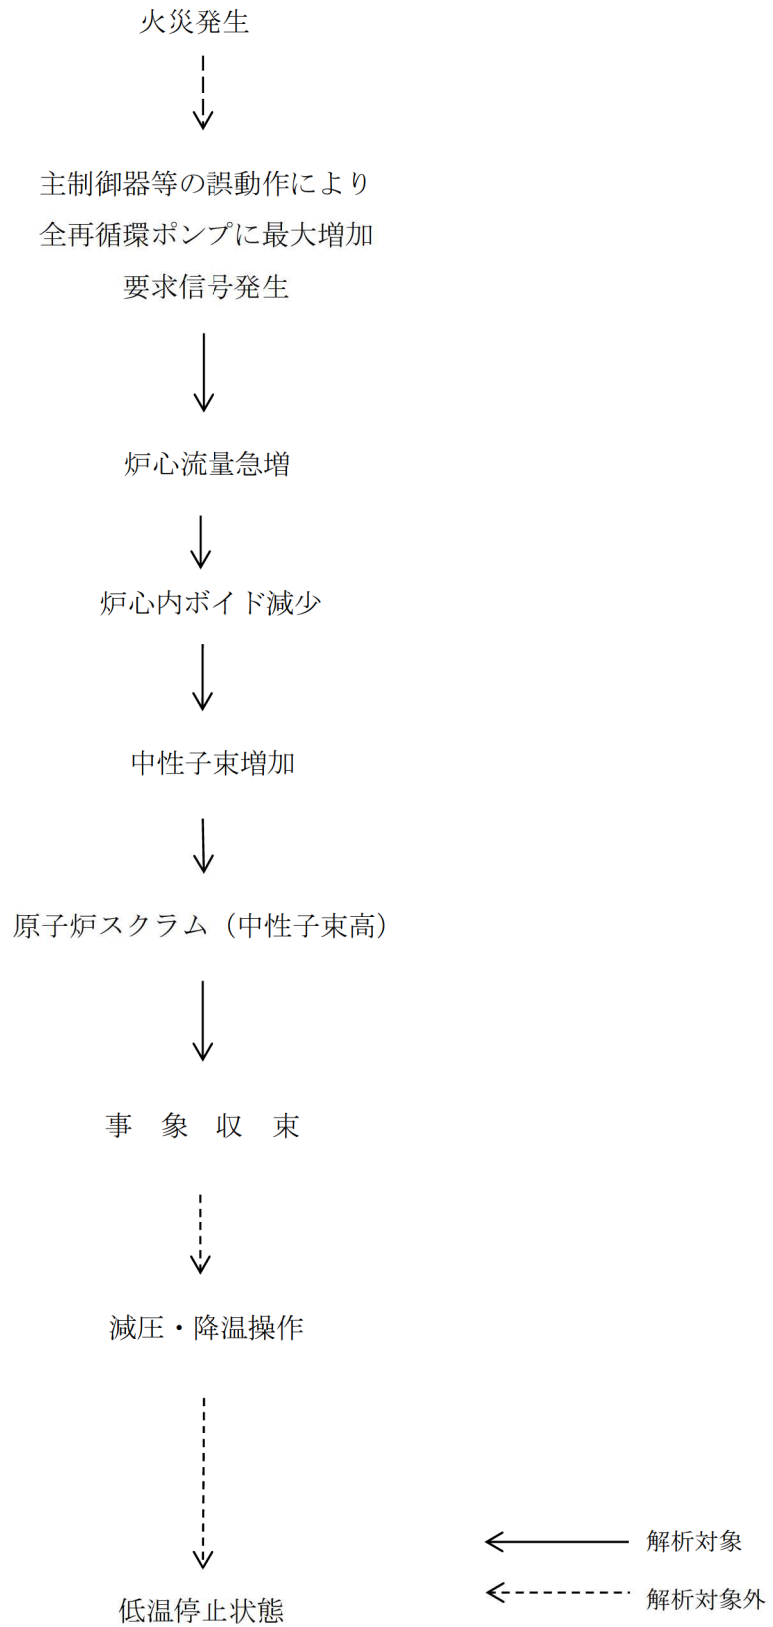 火災発生
主制御器等の誤動作により
全再循環ポンプに最大増加
要求信号発生
炉心流量急増
炉心内ボイド減少
中性子束増加
原子炉スクラム（中性子束高）
事　象　収　束
減圧・降温操作
低温停止状態
解析対象
解析対象外